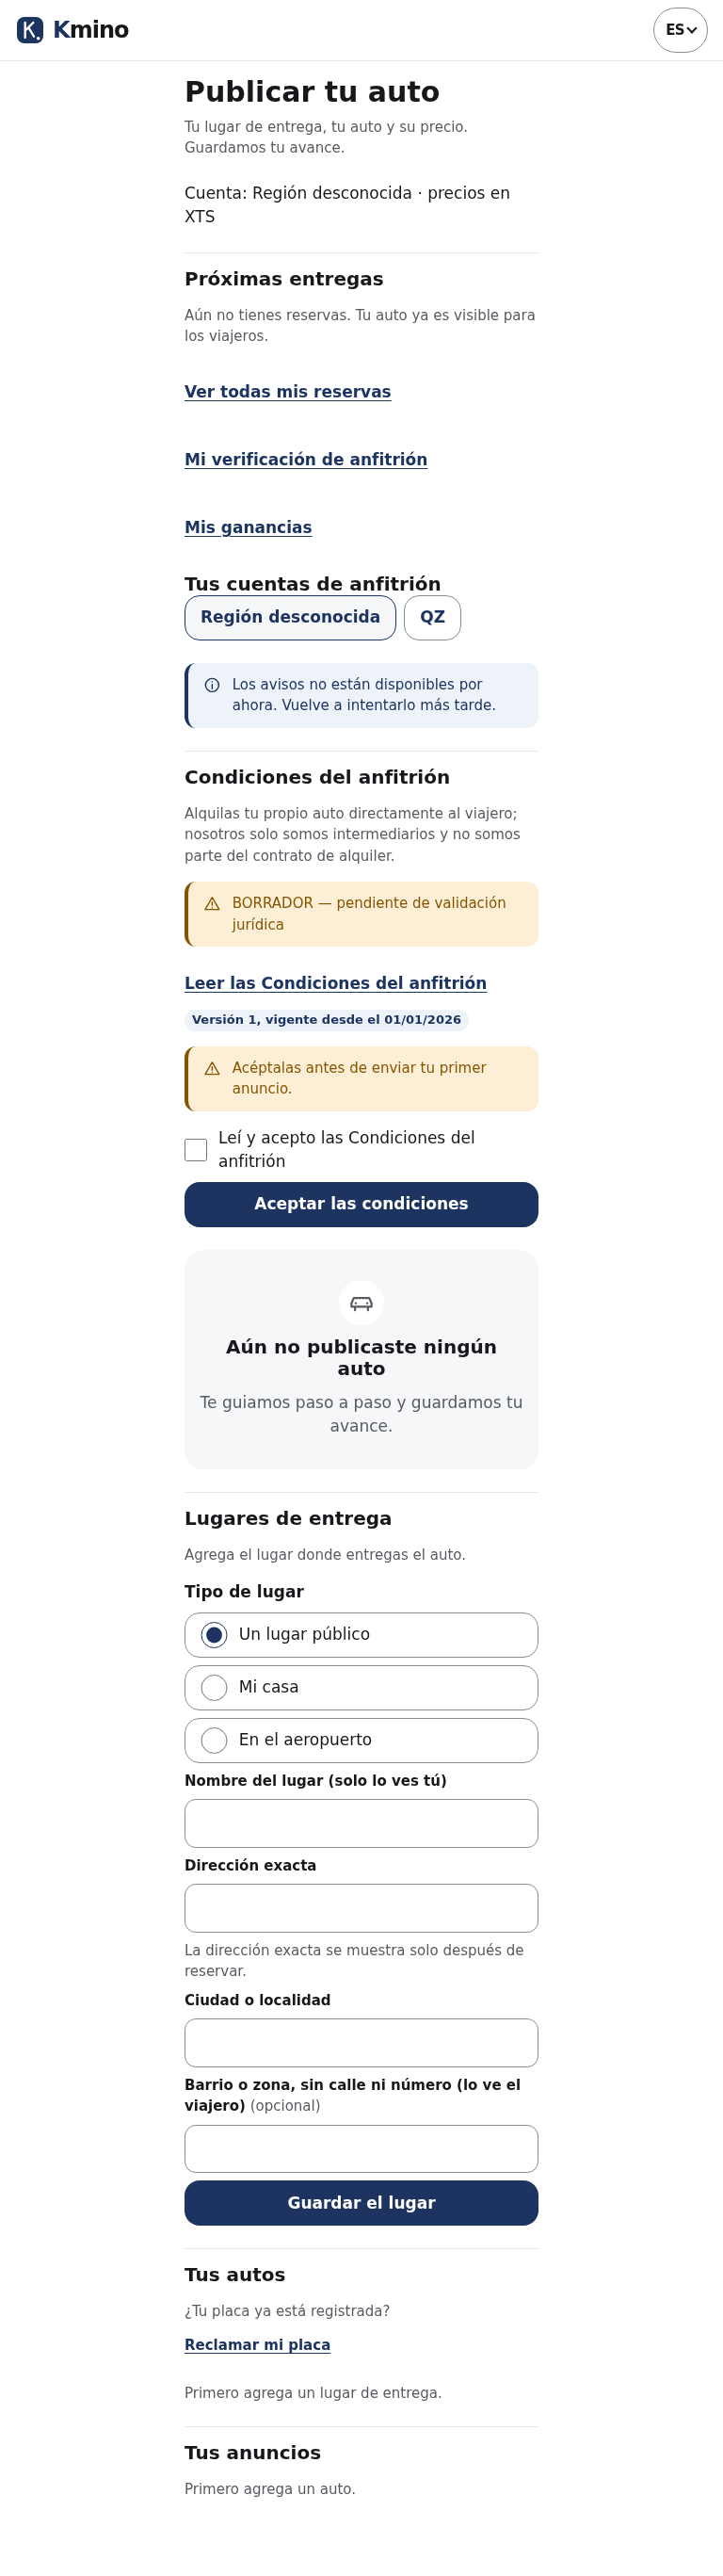 Kmino
ES
Publicar tu auto
Tu lugar de entrega, tu auto y su precio.
Guardamos tu avance.
Cuenta: Región desconocida · precios en
XTS
Próximas entregas
Aún no tienes reservas. Tu auto ya es visible para
los viajeros.
Ver todas mis reservas
Mi verificación de anfitrión
Mis ganancias
Tus cuentas de anfitrión
Región desconocida
QZ
Los avisos no están disponibles por
ahora. Vuelve a intentarlo más tarde.
Condiciones del anfitrión
Alquilas tu propio auto directamente al viajero;
nosotros solo somos intermediarios y no somos
parte del contrato de alquiler.
BORRADOR — pendiente de validación
jurídica
Leer las Condiciones del anfitrión
Versión 1, vigente desde el 01/01/2026
Acéptalas antes de enviar tu primer
anuncio.
Leí y acepto las Condiciones del
anfitrión
Aceptar las condiciones
Aún no publicaste ningún
auto
Te guiamos paso a paso y guardamos tu
avance.
Lugares de entrega
Agrega el lugar donde entregas el auto.
Tipo de lugar
Un lugar público
Mi casa
En el aeropuerto
Nombre del lugar (solo lo ves tú)
Dirección exacta
La dirección exacta se muestra solo después de
reservar.
Ciudad o localidad
Barrio o zona, sin calle ni número (lo ve el
viajero) (opcional)
Guardar el lugar
Tus autos
¿Tu placa ya está registrada?
Reclamar mi placa
Primero agrega un lugar de entrega.
Tus anuncios
Primero agrega un auto.